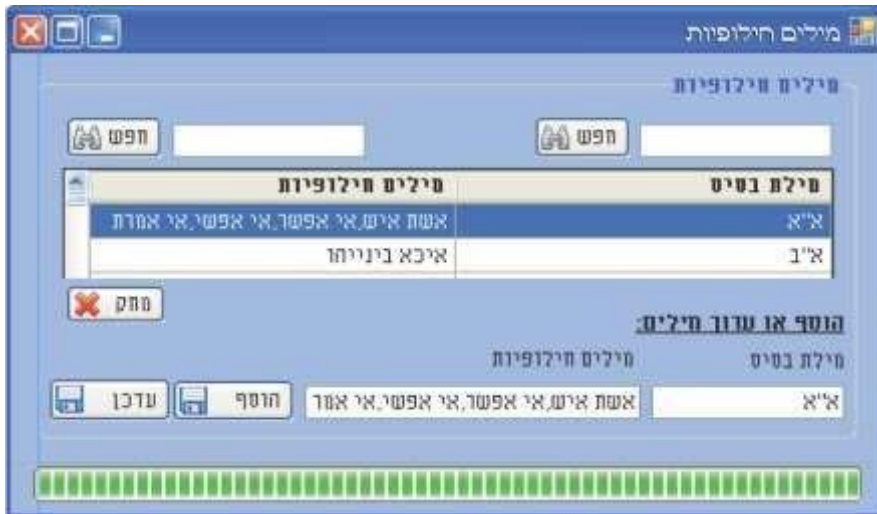 מילים חילופיות
מילים חילופיות
חפש חפש
מילת בסיס מילים חילופיות
א"א אשת איש,אי אפשר,אי אפשי,אי אמרת
א"ב איכא בינייהו
מחק
הוסף או ערוך מילים:
מילת בסיס מילים חילופיות
א"א אשת איש,אי אפשר,אי אפשי,אי אמר הוסף עדכן